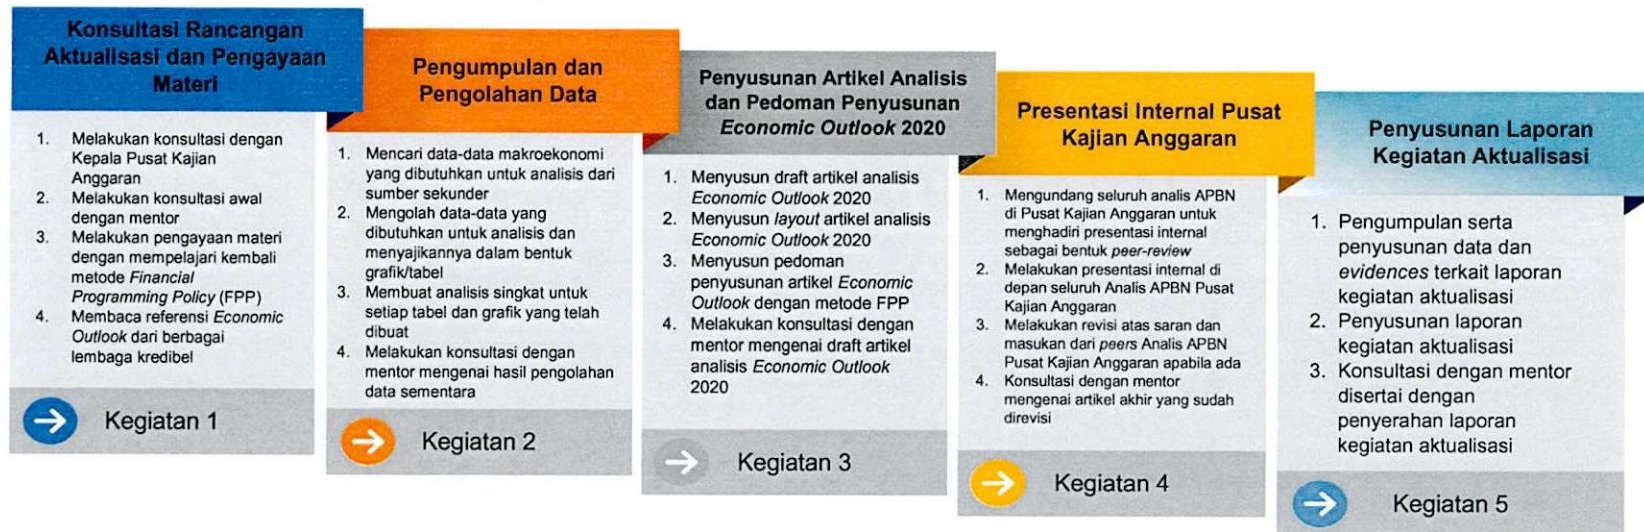 Konsultasi Rancangan
Aktualisasi dan Pengayaan
Materi
1. Melakukan konsultasi dengan
Kepala Pusat Kajian
Anggaran
2. Melakukan konsultasi awal
dengan mentor
3. Melakukan pengayaan materi
dengan mempelajari kembali
metode Financial
Programming Policy (FPP)
4. Membaca referensi Economic
Outlook dari berbagai
lembaga kredibel
Kegiatan 1
Pengumpulan dan
Pengolahan Data
1. Mencari data-data makroekonomi
yang dibutuhkan untuk analisis dari
sumber sekunder
2. Mengolah data-data yang
dibutuhkan untuk analisis dan
menyajikannya dalam bentuk
grafik/tabel
3. Membuat analisis singkat untuk
setiap tabel dan grafik yang telah
dibuat
4. Melakukan konsultasi dengan
mentor mengenai hasil pengolahan
data sementara
Kegiatan 2
Penyusunan Artikel Analisis
dan Pedoman Penyusunan
Economic Outlook 2020
1. Menyusun draft artikel analisis
Economic Outlook 2020
2. Menyusun layout artikel analisis
Economic Outlook 2020
3. Menyusun pedoman
penyusunan artikel Economic
Outlook dengan metode FPP
4. Melakukan konsultasi dengan
mentor mengenai draft artikel
analisis Economic Outlook
2020
Kegiatan 3
Presentasi Internal Pusat
Kajian Anggaran
1. Mengundang seluruh analis APBN
di Pusat Kajian Anggaran untuk
menghadiri presentasi internal
sebagai bentuk peer-review
2. Melakukan presentasi internal di
depan seluruh Analis APBN Pusat
Kajian Anggaran
3. Melakukan revisi atas saran dan
masukan dari peers Analis APBN
Pusat Kajian Anggaran apabila ada
4. Konsultasi dengan mentor
mengenai artikel akhir yang sudah
direvisi
Kegiatan 4
Penyusunan Laporan
Kegiatan Aktualisasi
1. Pengumpulan serta
penyusunan data dan
evidences terkait laporan
kegiatan aktualisasi
2. Penyusunan laporan
kegiatan aktualisasi
3. Konsultasi dengan mentor
disertai dengan
penyerahan laporan
kegiatan aktualisasi
Kegiatan 5